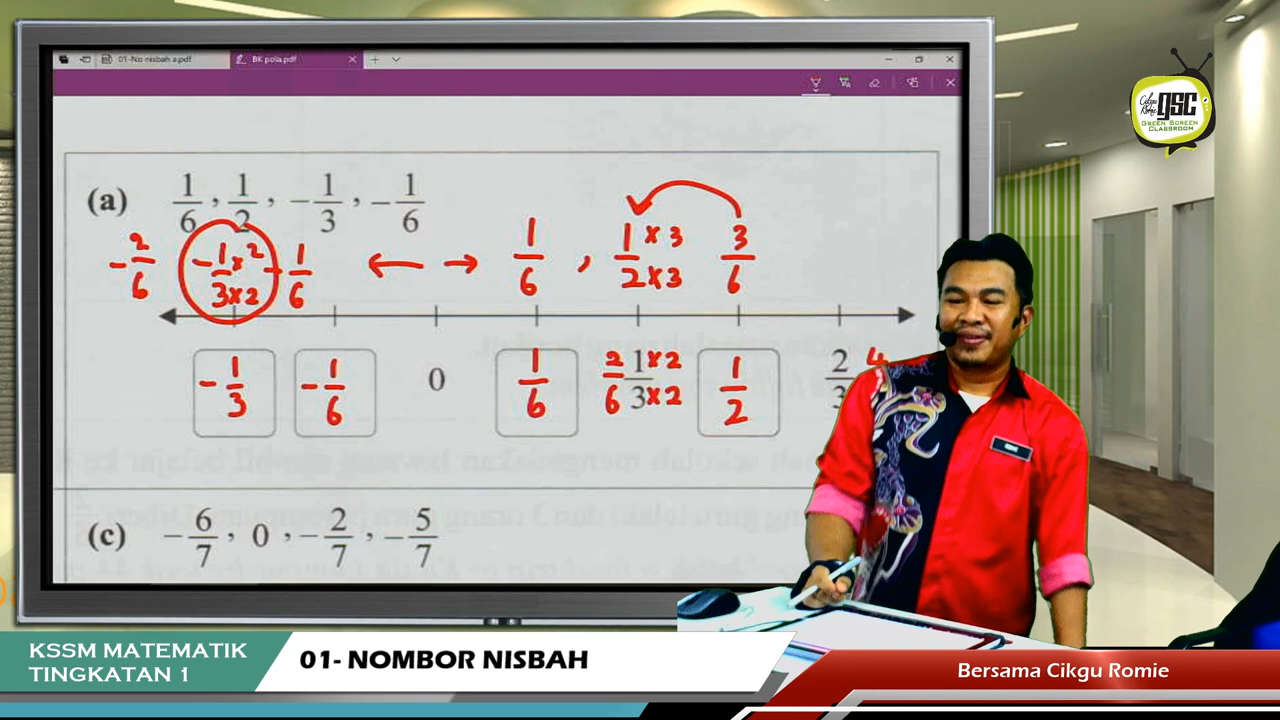 01-No nisbah a.pdf BK pola.pdf
Cikgu Romie GSC
GREEN SCREEN CLASSROOM
(a) 1/6, 1/2, -1/3, -1/6
-2/6 -1×2/3×2 -1/6 ← → 1/6, 1×3/2×3 3/6
-1/3 -1/6 0 1/6 2/6 1×2/3×2 1/2 2/3 4
(c) -6/7, 0, -2/7, -5/7
KSSM MATEMATIK
TINGKATAN 1
01- NOMBOR NISBAH
Bersama Cikgu Romie